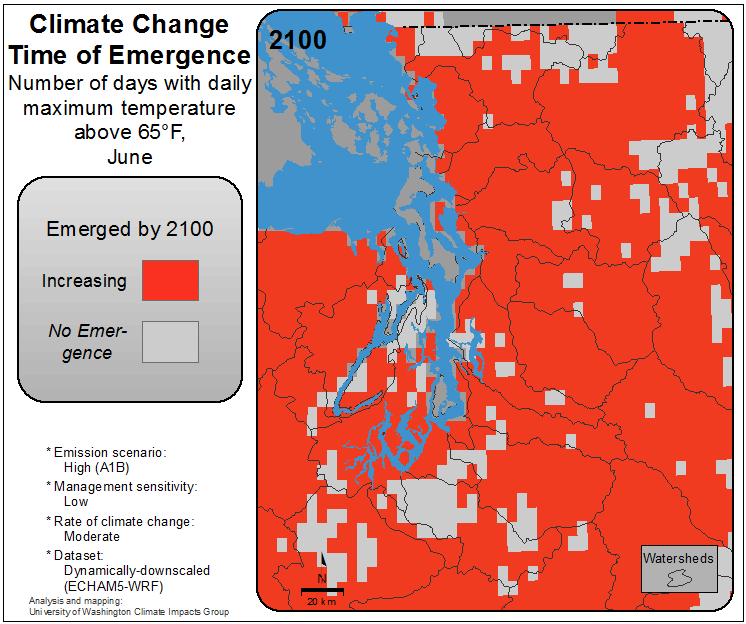 Climate Change
Time of Emergence
Number of days with daily
maximum temperature
above 65°F,
June
Emerged by 2100
Increasing
No Emer-
gence
* Emission scenario:
High (A1B)
* Management sensitivity:
Low
* Rate of climate change:
Moderate
* Dataset:
Dynamically-downscaled
(ECHAM5-WRF)
Analysis and mapping:
University of Washington Climate Impacts Group
2100
Watersheds
N
20 km